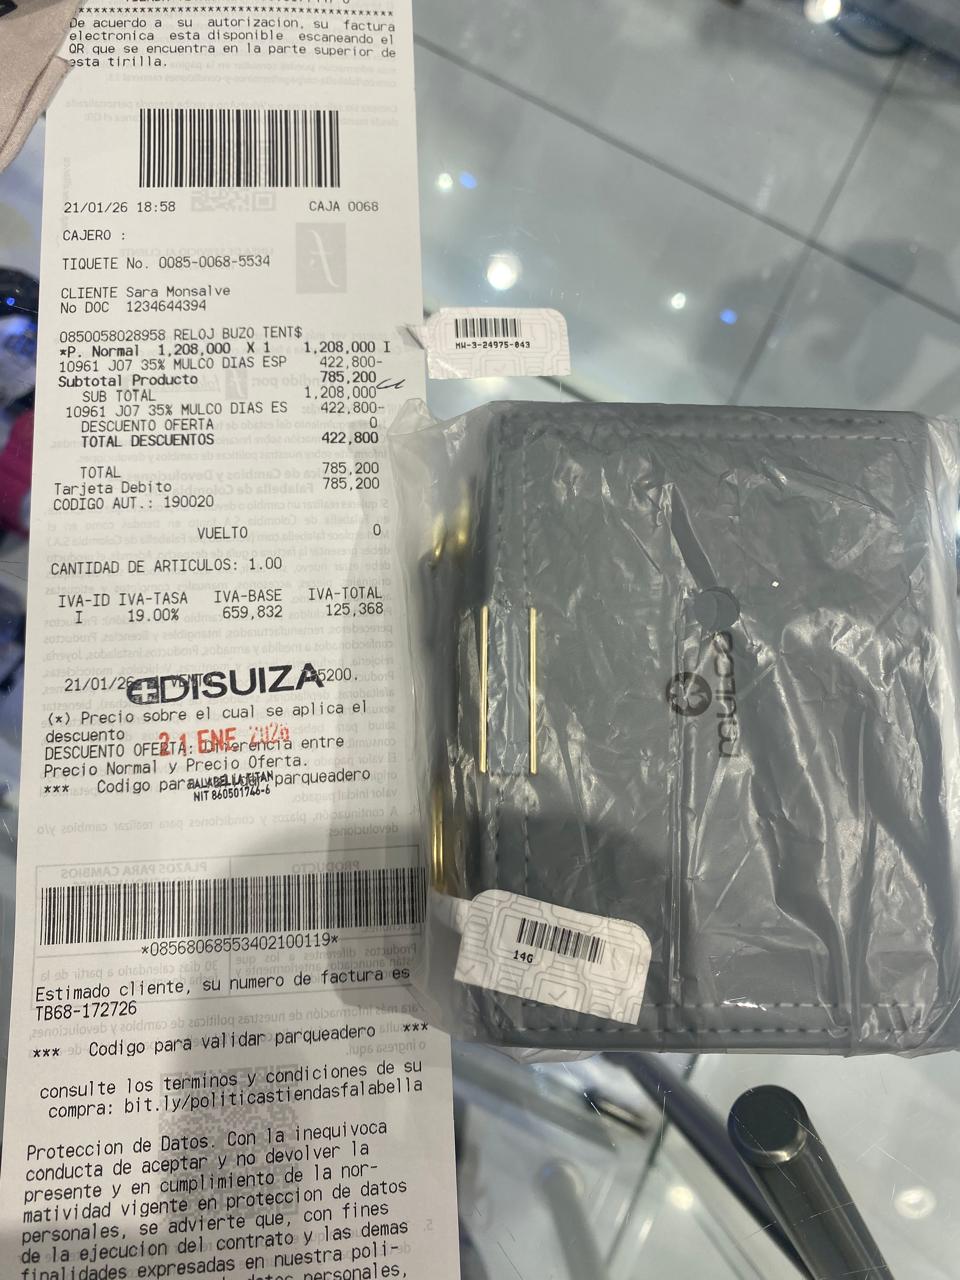 De acuerdo a su autorizacion, su factura
electronica esta disponible escaneando el
QR que se encuentra en la parte superior de
esta tirilla.
21/01/26 18:58 CAJA 0068
CAJERO :
TIQUETE No. 0085-0068-5534
CLIENTE Sara Monsalve
No DOC 1234644394
0850058028958 RELOJ BUZO TENT$
*P. Normal 1,208,000 X 1 1,208,000 I
10961 J07 35% MULCO DIAS ESP 422,800-
Subtotal Producto 785,200
SUB TOTAL 1,208,000
10961 J07 35% MULCO DIAS ES 422,800-
DESCUENTO OFERTA 0
TOTAL DESCUENTOS 422,800
TOTAL 785,200
Tarjeta Debito 785,200
CODIGO AUT.: 190020
VUELTO 0
CANTIDAD DE ARTICULOS: 1.00
IVA-ID IVA-TASA IVA-BASE IVA-TOTAL
I 19.00% 659,832 125,368
21/01/26 5200.
DISUIZA
(*) Precio sobre el cual se aplica el
descuento
21 ENE 2026
DESCUENTO OFERTA: Diferencia entre
Precio Normal y Precio Oferta.
*** Codigo para parqueadero
FALABELLA TITAN
NIT 860501746-6
*08568068553402100119*
Estimado cliente, su numero de factura es
TB68-172726
*** Codigo para validar parqueadero ***
consulte los terminos y condiciones de su
compra: bit.ly/politicastiendasfalabella
Proteccion de Datos. Con la inequivoca
conducta de aceptar y no devolver la
presente y en cumplimiento de la nor-
matividad vigente en proteccion de datos
personales, se advierte que, con fines
de la ejecucion del contrato y las demas
finalidades expresadas en nuestra poli-
datos personales,
MW-3-24975-043
mulco
14G